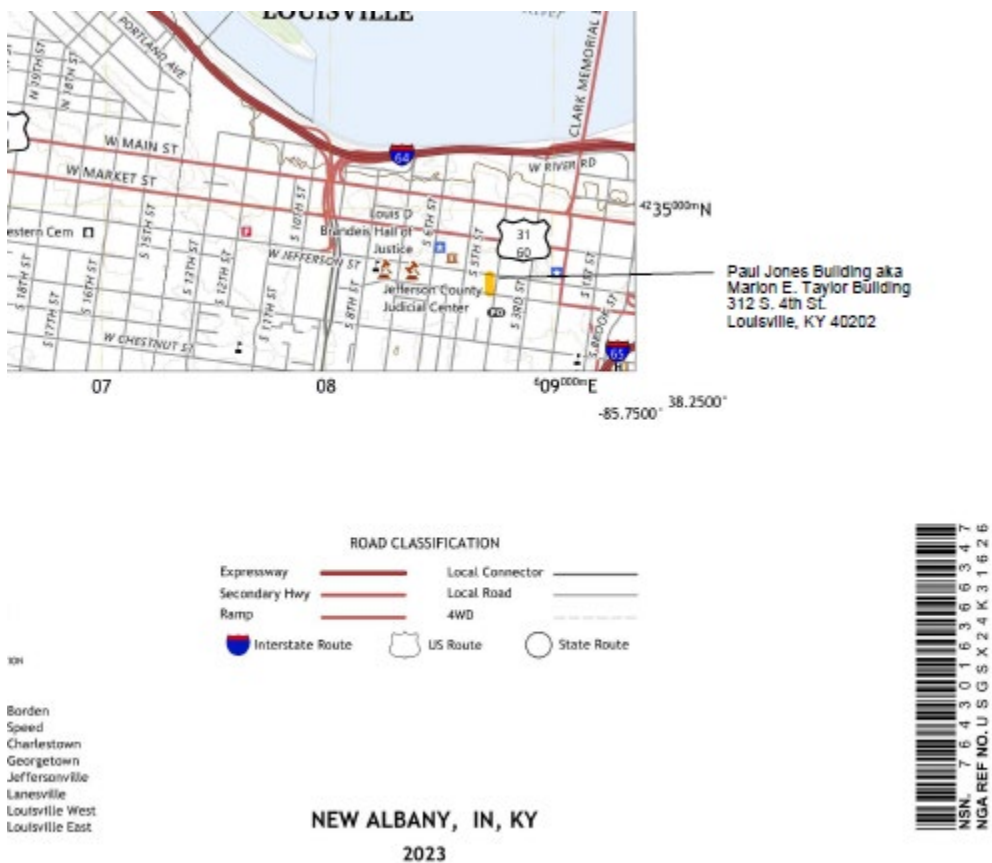 LOUISVILLE
River
PORTLAND AVE
N 19TH ST
N 18TH ST
CLARK MEMORIAL
W MAIN ST
64
W RIVER RD
W MARKET ST
4235000mN
S 10TH ST
Louis D
S 6TH ST
31
60
Western Cem
S 15TH ST
Brandeis Hall of
Justice
S 5TH ST
W JEFFERSON ST
S 13TH ST
S 12TH ST
S 1ST ST
Paul Jones Building aka
Marion E. Taylor Building
312 S. 4th St.
Louisville, KY 40202
S 18TH ST
S 16TH ST
S 8TH ST
Jefferson County
Judicial Center
PO
S 3RD ST
S 17TH ST
S 11TH ST
W CHESTNUT ST
S BROOK ST
65
07
08
609000mE
-85.7500°
38.2500°
ROAD CLASSIFICATION
Expressway
Local Connector
Secondary Hwy
Local Road
Ramp
4WD
Interstate Route
US Route
State Route
Borden
Speed
Charlestown
Georgetown
Jeffersonville
Lanesville
Louisville West
Louisville East
NEW ALBANY, IN, KY
2023
NSN. 7643016366347
NGA REF NO. USGSX24K31626